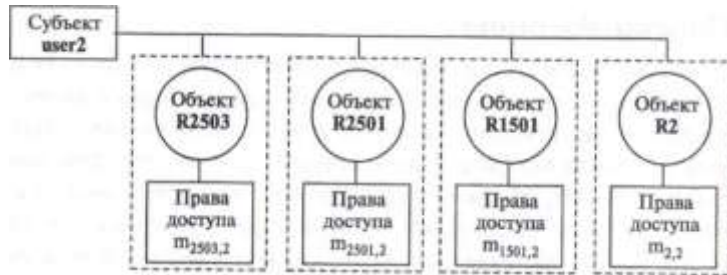 Субъект
user2
Объект
R2503
Объект
R2501
Объект
R1501
Объект
R2
Права
доступа
m2503,2
Права
доступа
m2501,2
Права
доступа
m1501,2
Права
доступа
m2,2